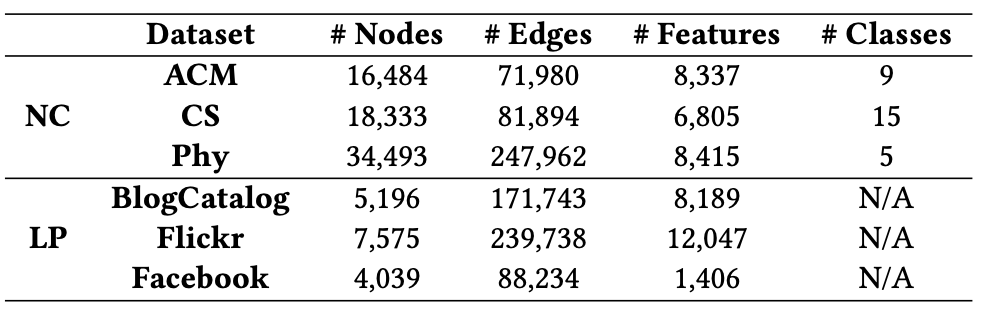 Dataset # Nodes # Edges # Features # Classes
ACM 16,484 71,980 8,337 9
NC CS 18,333 81,894 6,805 15
Phy 34,493 247,962 8,415 5
BlogCatalog 5,196 171,743 8,189 N/A
LP Flickr 7,575 239,738 12,047 N/A
Facebook 4,039 88,234 1,406 N/A